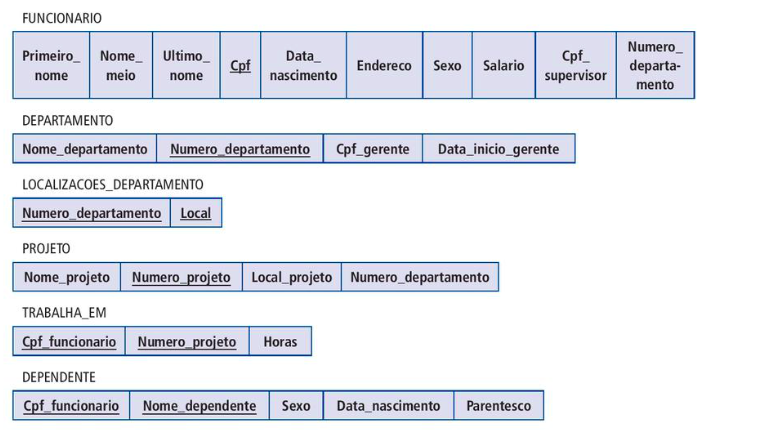 FUNCIONARIO
Primeiro_ nome Nome_ meio Ultimo_ nome Cpf Data_ nascimento Endereco Sexo Salario Cpf_ supervisor Numero_ departa- mento
DEPARTAMENTO
Nome_departamento Numero_departamento Cpf_gerente Data_inicio_gerente
LOCALIZACOES_DEPARTAMENTO
Numero_departamento Local
PROJETO
Nome_projeto Numero_projeto Local_projeto Numero_departamento
TRABALHA_EM
Cpf_funcionario Numero_projeto Horas
DEPENDENTE
Cpf_funcionario Nome_dependente Sexo Data_nascimento Parentesco